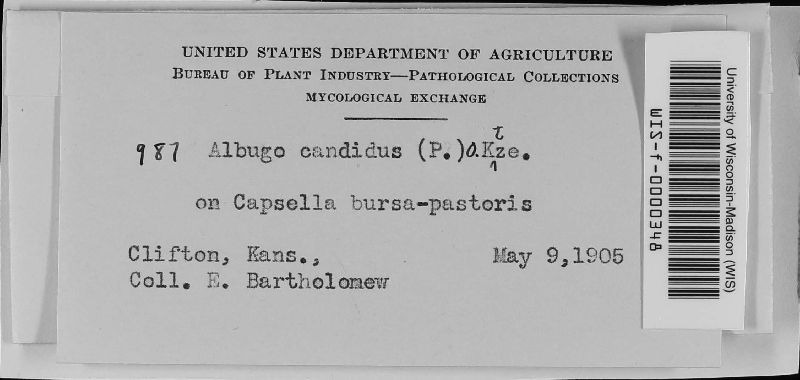 UNITED STATES DEPARTMENT OF AGRICULTURE
BUREAU OF PLANT INDUSTRY—PATHOLOGICAL COLLECTIONS
MYCOLOGICAL EXCHANGE
987 Albugo candidus (P.) O. Ktze.
on Capsella bursa-pastoris
Clifton, Kans., May 9,1905
Coll. E. Bartholomew
University of Wisconsin-Madison (WIS)
WIS-f-0000348